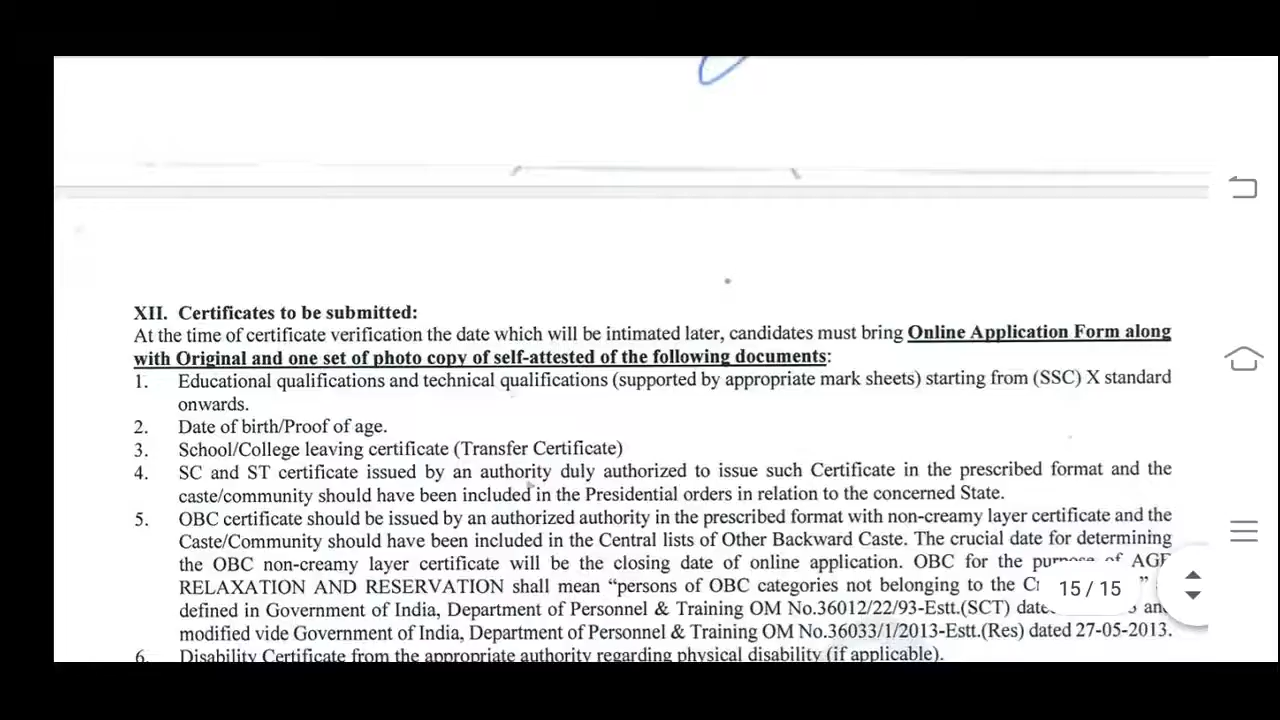 XII. Certificates to be submitted:
At the time of certificate verification the date which will be intimated later, candidates must bring Online Application Form along
with Original and one set of photo copy of self-attested of the following documents:
1. Educational qualifications and technical qualifications (supported by appropriate mark sheets) starting from (SSC) X standard
onwards.
2. Date of birth/Proof of age.
3. School/College leaving certificate (Transfer Certificate)
4. SC and ST certificate issued by an authority duly authorized to issue such Certificate in the prescribed format and the
caste/community should have been included in the Presidential orders in relation to the concerned State.
5. OBC certificate should be issued by an authorized authority in the prescribed format with non-creamy layer certificate and the
Caste/Community should have been included in the Central lists of Other Backward Caste. The crucial date for determining
the OBC non-creamy layer certificate will be the closing date of online application. OBC for the purpose of AGE
RELAXATION AND RESERVATION shall mean “persons of OBC categories not belonging to the ”
defined in Government of India, Department of Personnel & Training OM No.36012/22/93-Estt.(SCT) and
modified vide Government of India, Department of Personnel & Training OM No.36033/1/2013-Estt.(Res) dated 27-05-2013.
6. Disability Certificate from the appropriate authority regarding physical disability (if applicable).
15 / 15